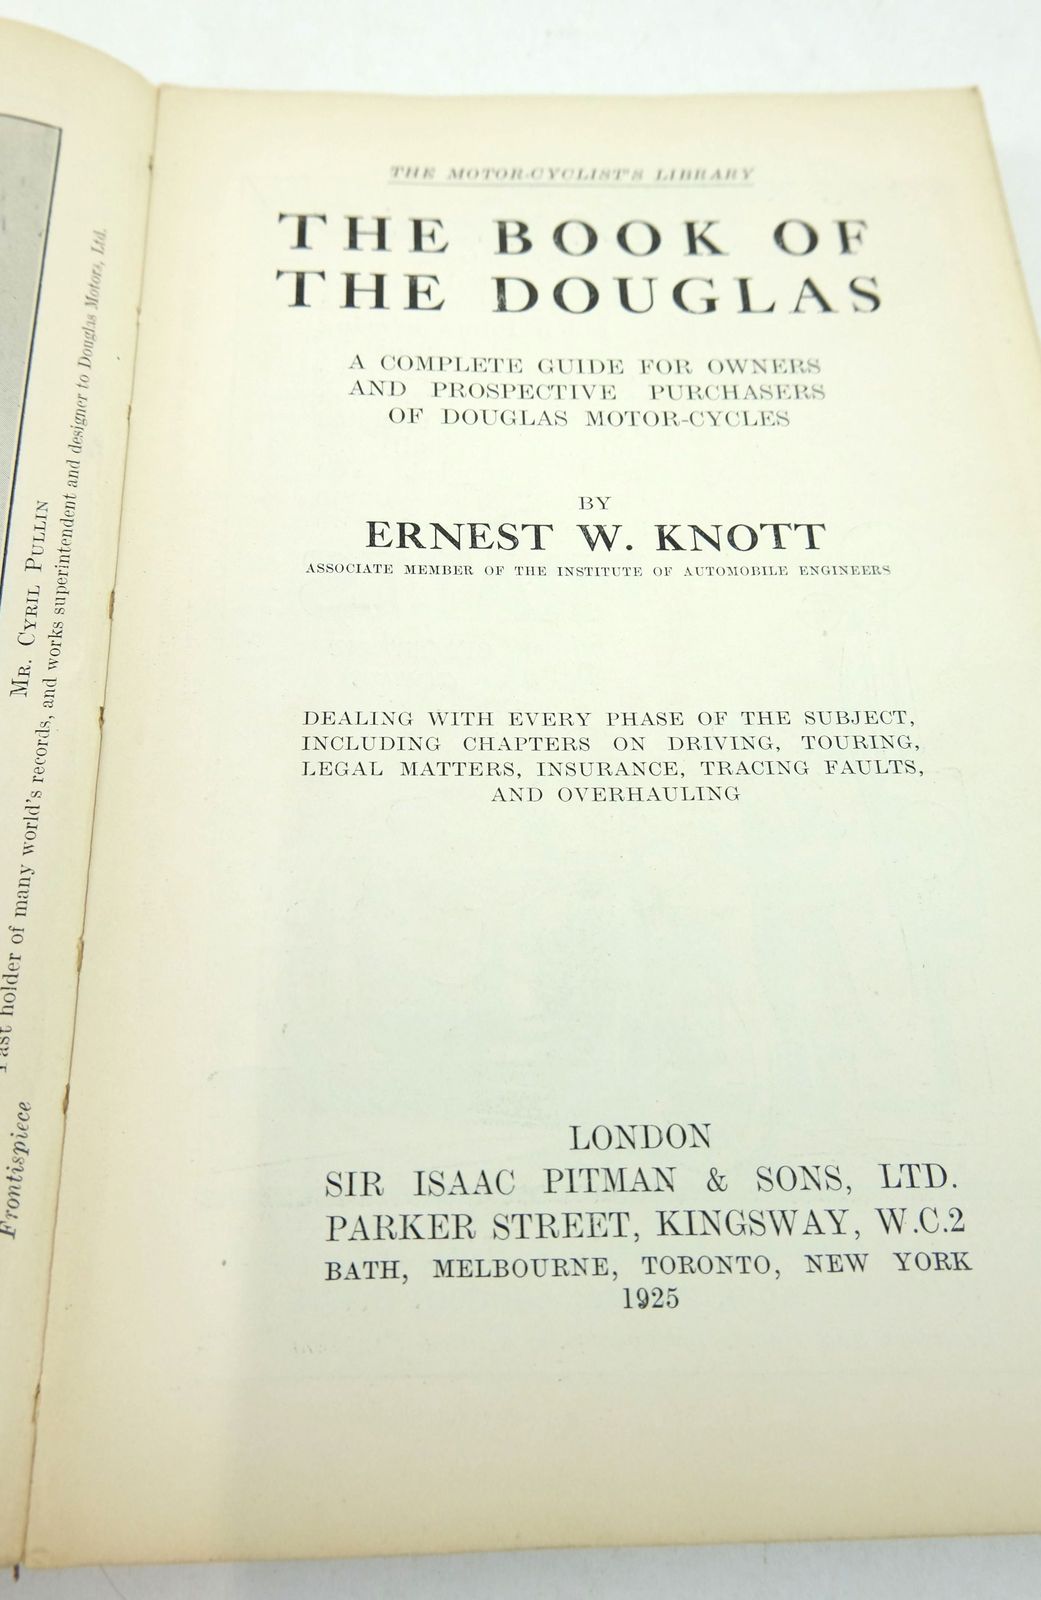 Frontispiece
MR. CYRIL PULLIN
Past holder of many world's records, and works superintendent and designer to Douglas Motors, Ltd.
THE MOTOR-CYCLIST'S LIBRARY
THE BOOK OF
THE DOUGLAS
A COMPLETE GUIDE FOR OWNERS
AND PROSPECTIVE PURCHASERS
OF DOUGLAS MOTOR-CYCLES
BY
ERNEST W. KNOTT
ASSOCIATE MEMBER OF THE INSTITUTE OF AUTOMOBILE ENGINEERS
DEALING WITH EVERY PHASE OF THE SUBJECT,
INCLUDING CHAPTERS ON DRIVING, TOURING,
LEGAL MATTERS, INSURANCE, TRACING FAULTS,
AND OVERHAULING
LONDON
SIR ISAAC PITMAN & SONS, LTD.
PARKER STREET, KINGSWAY, W.C.2
BATH, MELBOURNE, TORONTO, NEW YORK
1925